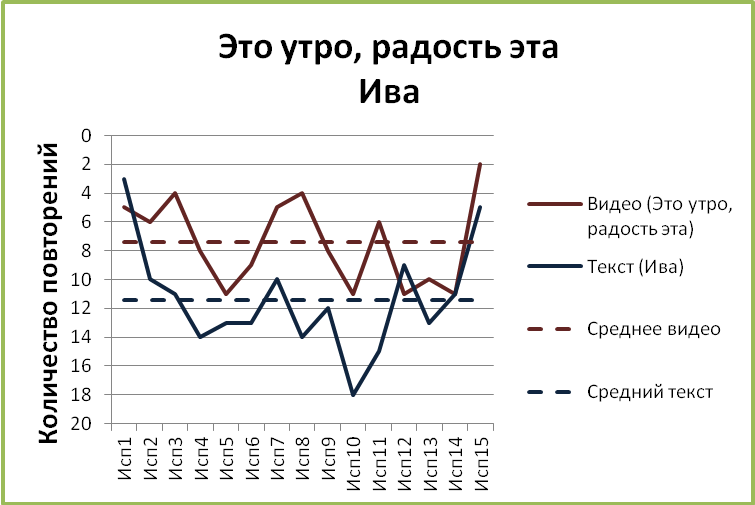 Это утро, радость эта
Ива
Количество повторений
0
2
4
6
8
10
12
14
16
18
20
Исп1
Исп2
Исп3
Исп4
Исп5
Исп6
Исп7
Исп8
Исп9
Исп10
Исп11
Исп12
Исп13
Исп14
Исп15
Видео (Это утро,
радость эта)
Текст (Ива)
Среднее видео
Средний текст